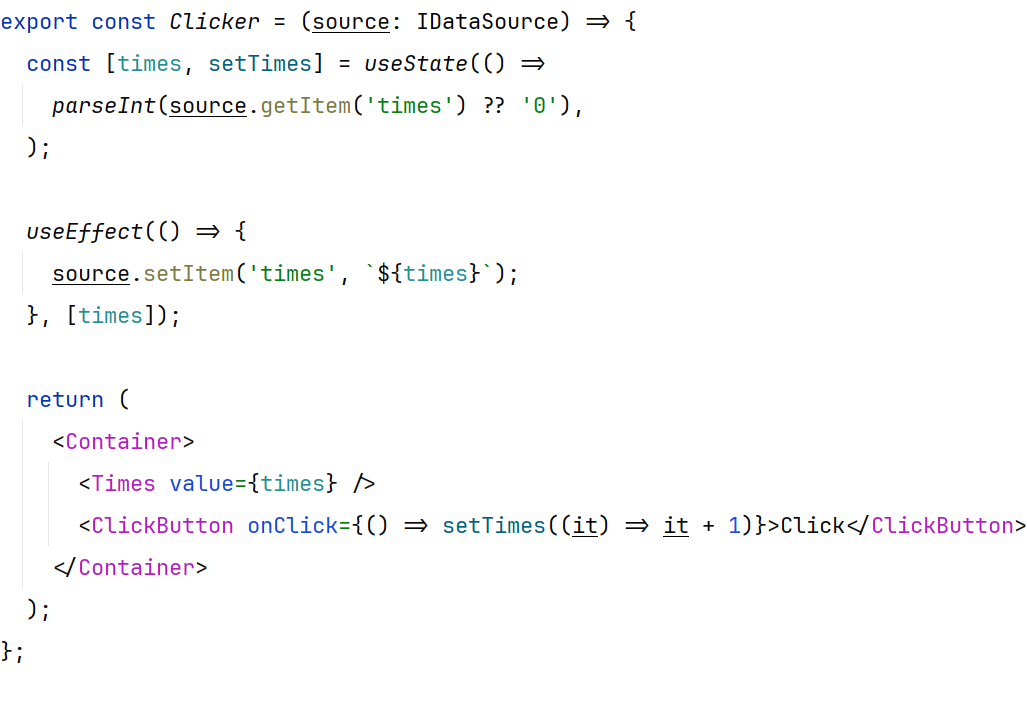 export const Clicker = (source: IDataSource) => {
  const [times, setTimes] = useState(() =>
    parseInt(source.getItem('times') ?? '0'),
  );

  useEffect(() => {
    source.setItem('times', `${times}`);
  }, [times]);

  return (
    <Container>
      <Times value={times} />
      <ClickButton onClick={() => setTimes((it) => it + 1)}>Click</ClickButton>
    </Container>
  );
};